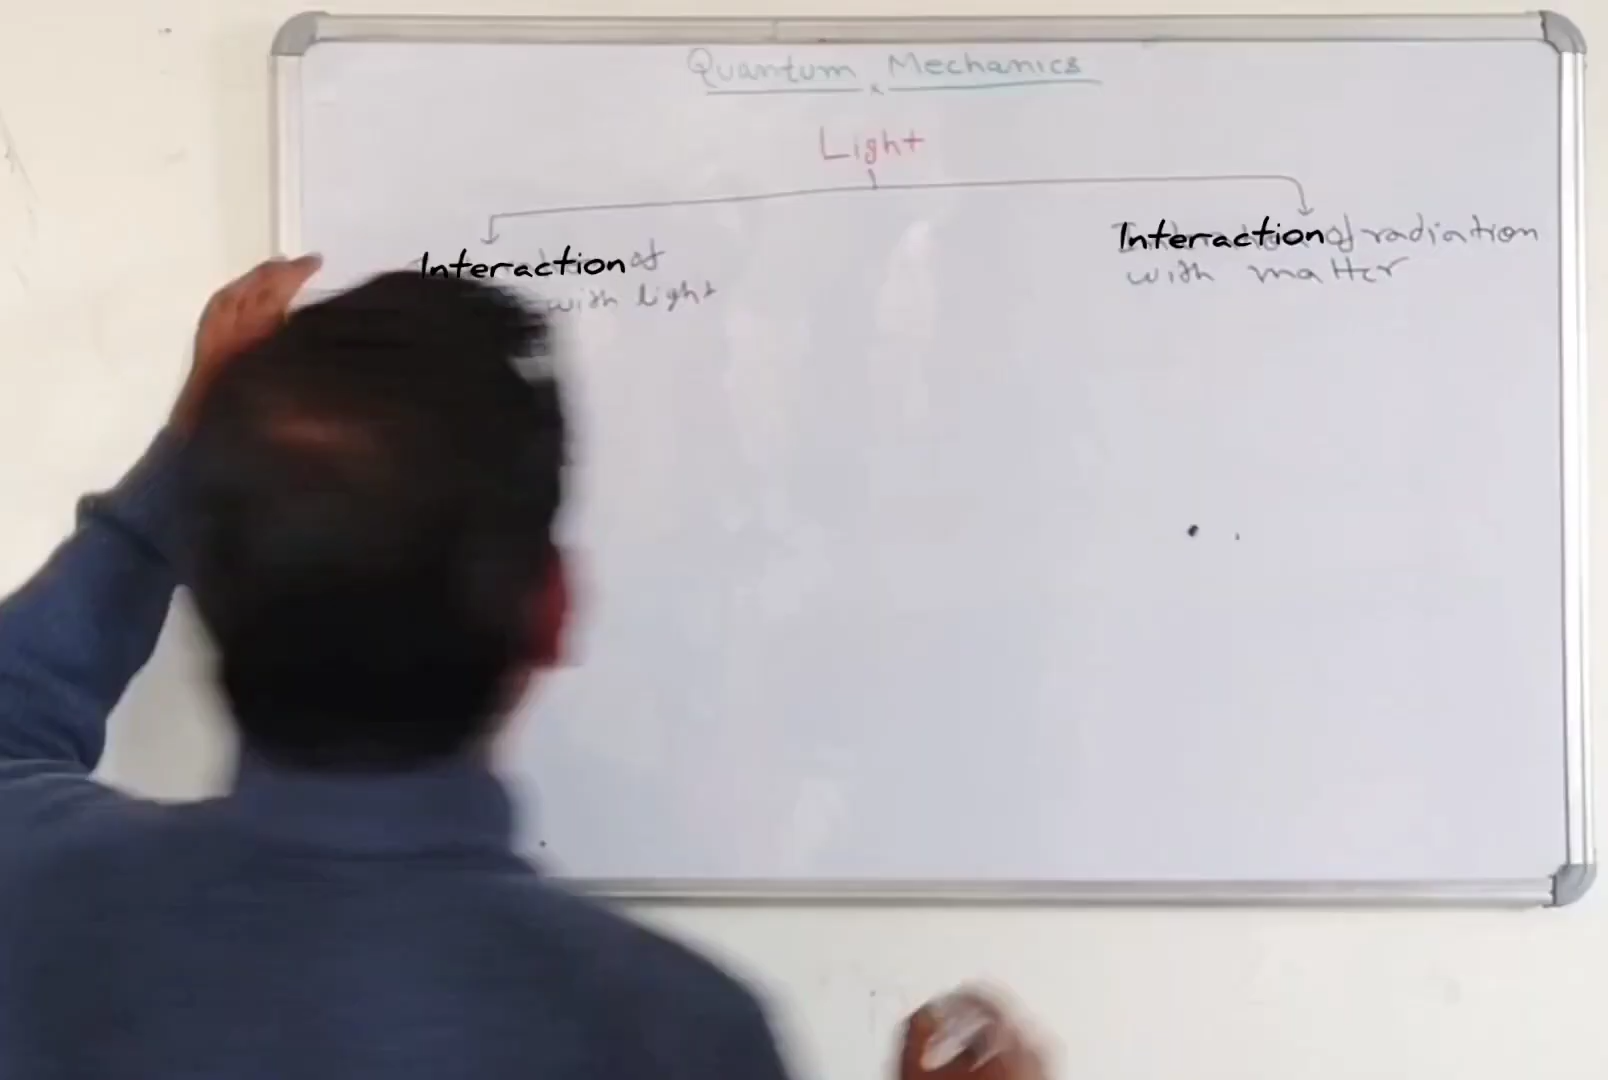 Quantum Mechanics
Light
Interaction of
with light
Interaction of radiation
with matter